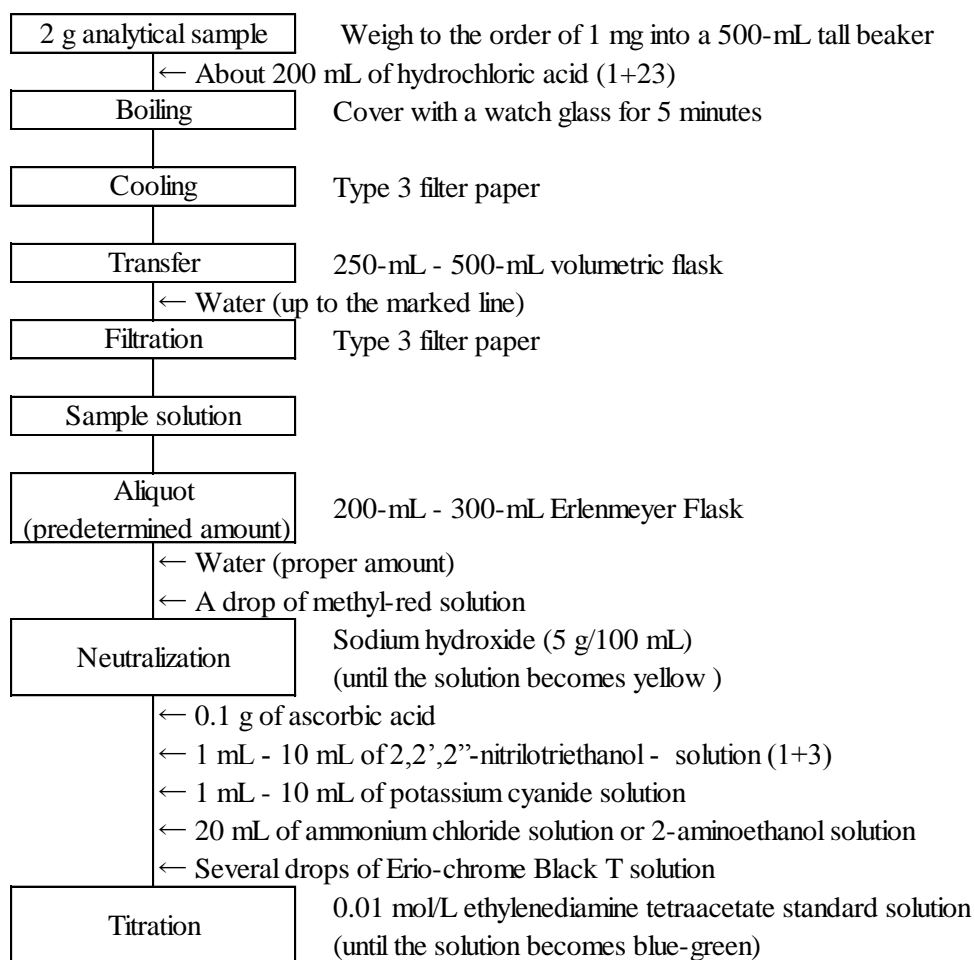 2 g analytical sample Weigh to the order of 1 mg into a 500-mL tall beaker
← About 200 mL of hydrochloric acid (1+23)
Boiling Cover with a watch glass for 5 minutes
Cooling Type 3 filter paper
Transfer 250-mL - 500-mL volumetric flask
← Water (up to the marked line)
Filtration Type 3 filter paper
Sample solution
Aliquot
(predetermined amount) 200-mL - 300-mL Erlenmeyer Flask
← Water (proper amount)
← A drop of methyl-red solution
Neutralization Sodium hydroxide (5 g/100 mL)
(until the solution becomes yellow )
← 0.1 g of ascorbic acid
← 1 mL - 10 mL of 2,2’,2”-nitrilotriethanol - solution (1+3)
← 1 mL - 10 mL of potassium cyanide solution
← 20 mL of ammonium chloride solution or 2-aminoethanol solution
← Several drops of Erio-chrome Black T solution
Titration 0.01 mol/L ethylenediamine tetraacetate standard solution
(until the solution becomes blue-green)